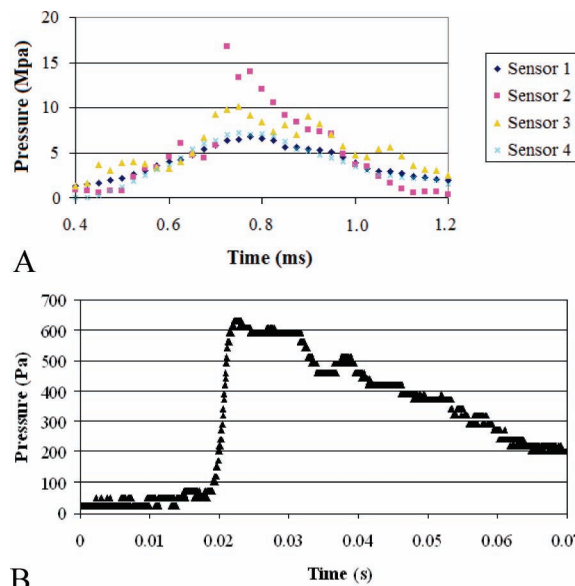 20
15
10
5
0
Pressure (Mpa)
0.4 0.6 0.8 1.0 1.2
Time (ms)
Sensor 1
Sensor 2
Sensor 3
Sensor 4
A
700
600
500
400
300
200
100
0
Pressure (Pa)
0 0.01 0.02 0.03 0.04 0.05 0.06 0.07
Time (s)
B